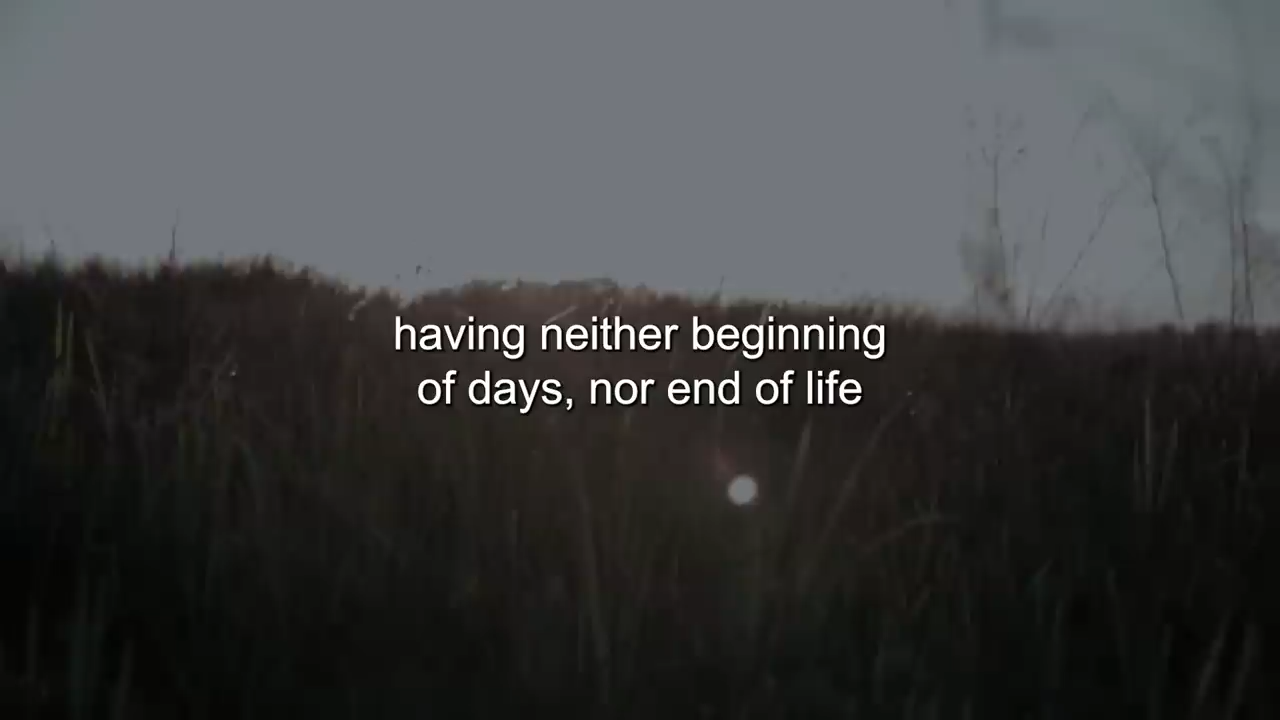 having neither beginning
of days, nor end of life